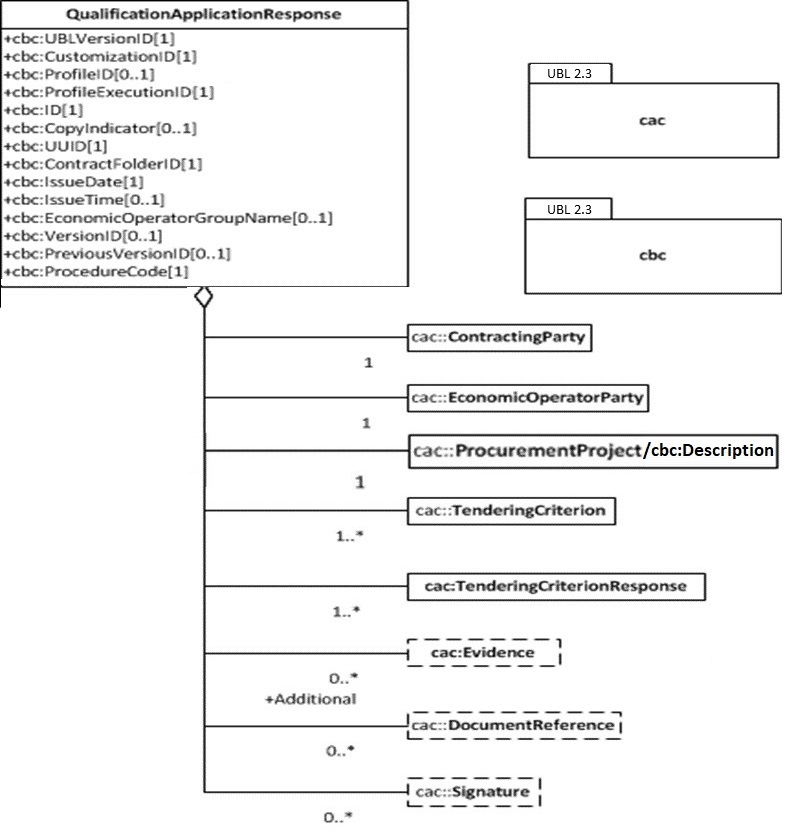 QualificationApplicationResponse
+cbc:UBLVersionID[1]
+cbc:CustomizationID[1]
+cbc:ProfileID[0..1]
+cbc:ProfileExecutionID[1]
+cbc:ID[1]
+cbc:CopyIndicator[0..1]
+cbc:UUID[1]
+cbc:ContractFolderID[1]
+cbc:IssueDate[1]
+cbc:IssueTime[0..1]
+cbc:EconomicOperatorGroupName[0..1]
+cbc:VersionID[0..1]
+cbc:PreviousVersionID[0..1]
+cbc:ProcedureCode[1]
UBL 2.3
cac
UBL 2.3
cbc
cac::ContractingParty
1
cac::EconomicOperatorParty
1
cac::ProcurementProject/cbc:Description
1
cac::TenderingCriterion
1..*
cac:TenderingCriterionResponse
1..*
cac:Evidence
0..*
+Additional
cac::DocumentReference
0..*
cac::Signature
0..*